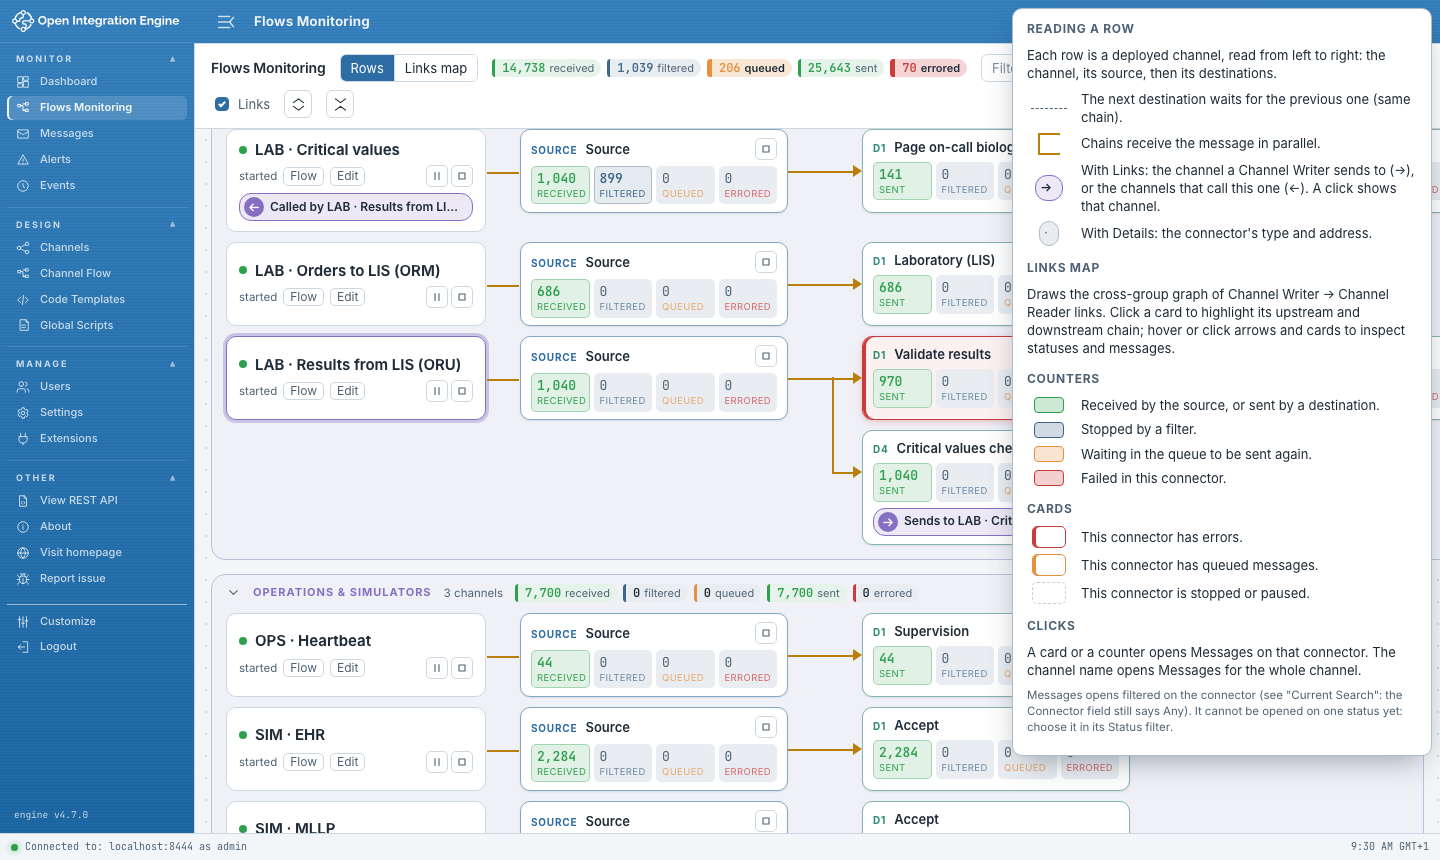 Open Integration Engine
Flows Monitoring
MONITOR
Dashboard
Flows Monitoring
Messages
Alerts
Events
DESIGN
Channels
Channel Flow
Code Templates
Global Scripts
MANAGE
Users
Settings
Extensions
OTHER
View REST API
About
Visit homepage
Report issue
Customize
Logout
engine v4.7.0
Flows Monitoring Rows Links map 14,738 received 1,039 filtered 206 queued 25,643 sent 70 errored
Links
LAB · Critical values
started Flow Edit
Called by LAB · Results from LI...
SOURCE Source
1,040 899 0 0
RECEIVED FILTERED QUEUED ERRORED
D1 Page on-call
141 0
SENT FILTERED
LAB · Orders to LIS (ORM)
started Flow Edit
SOURCE Source
686 0 0 0
RECEIVED FILTERED QUEUED ERRORED
D1 Laboratory (LIS)
686 0
SENT FILTERED
LAB · Results from LIS (ORU)
started Flow Edit
SOURCE Source
1,040 0 0 0
RECEIVED FILTERED QUEUED ERRORED
D1 Validate results
970 0
SENT FILTERED
D4 Critical values
1,040 0
SENT FILTERED
Sends to LAB ·
OPERATIONS & SIMULATORS 3 channels 7,700 received 0 filtered 0 queued 7,700 sent 0 errored
OPS · Heartbeat
started Flow Edit
SOURCE Source
44 0 0 0
RECEIVED FILTERED QUEUED ERRORED
D1 Supervision
44 0
SENT FILTERED
SIM · EHR
started Flow Edit
SOURCE Source
2,284 0 0 0
RECEIVED FILTERED QUEUED ERRORED
D1 Accept
2,284 0
SENT FILTERED QUEUED ERRORED
SIM · MLLP
SOURCE Source
D1 Accept
READING A ROW
Each row is a deployed channel, read from left to right: the
channel, its source, then its destinations.
The next destination waits for the previous one (same
chain).
Chains receive the message in parallel.
With Links: the channel a Channel Writer sends to (→),
or the channels that call this one (←). A click shows
that channel.
With Details: the connector's type and address.
LINKS MAP
Draws the cross-group graph of Channel Writer → Channel
Reader links. Click a card to highlight its upstream and
downstream chain; hover or click arrows and cards to inspect
statuses and messages.
COUNTERS
Received by the source, or sent by a destination.
Stopped by a filter.
Waiting in the queue to be sent again.
Failed in this connector.
CARDS
This connector has errors.
This connector has queued messages.
This connector is stopped or paused.
CLICKS
A card or a counter opens Messages on that connector. The
channel name opens Messages for the whole channel.
Messages opens filtered on the connector (see "Current Search": the
Connector field still says Any). It cannot be opened on one status yet:
choose it in its Status filter.
Connected to: localhost:8444 as admin
9:30 AM GMT+1